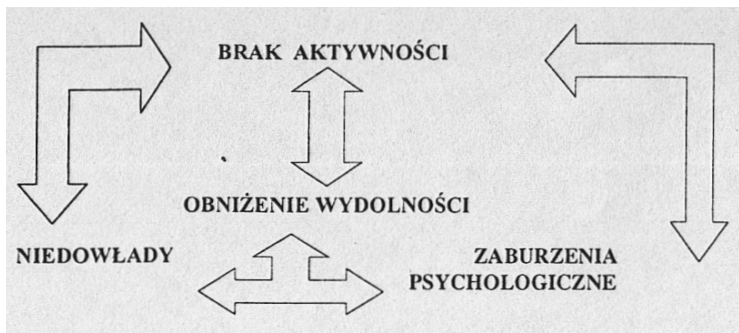 BRAK AKTYWNOŚCI
OBNIŻENIE WYDOLNOŚCI
NIEDOWŁADY
ZABURZENIA
PSYCHOLOGICZNE